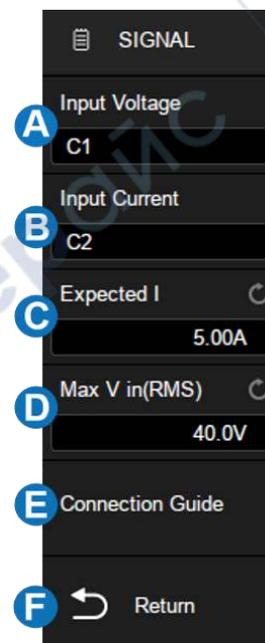 SIGNAL
A
Input Voltage
C1
B
Input Current
C2
C
Expected I
5.00A
D
Max V in(RMS)
40.0V
E
Connection Guide
F
Return